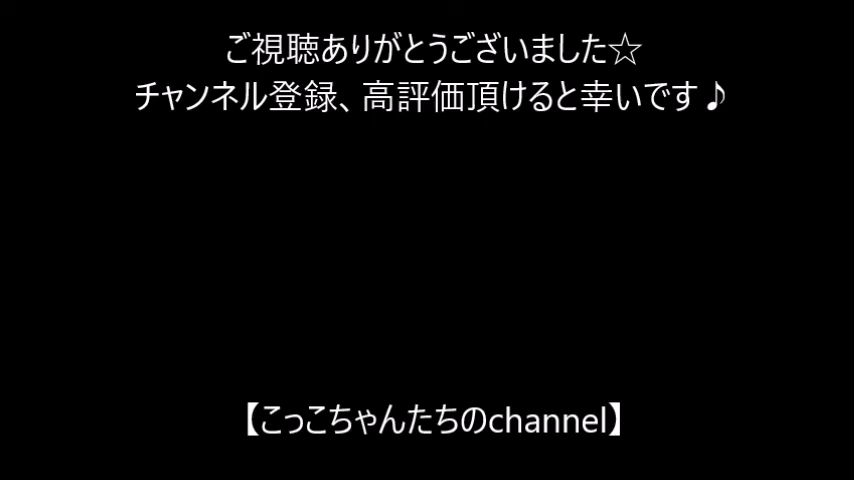 ご視聴ありがとうございました☆
チャンネル登録、高評価頂けると幸いです♪
【こっこちゃんたちのchannel】